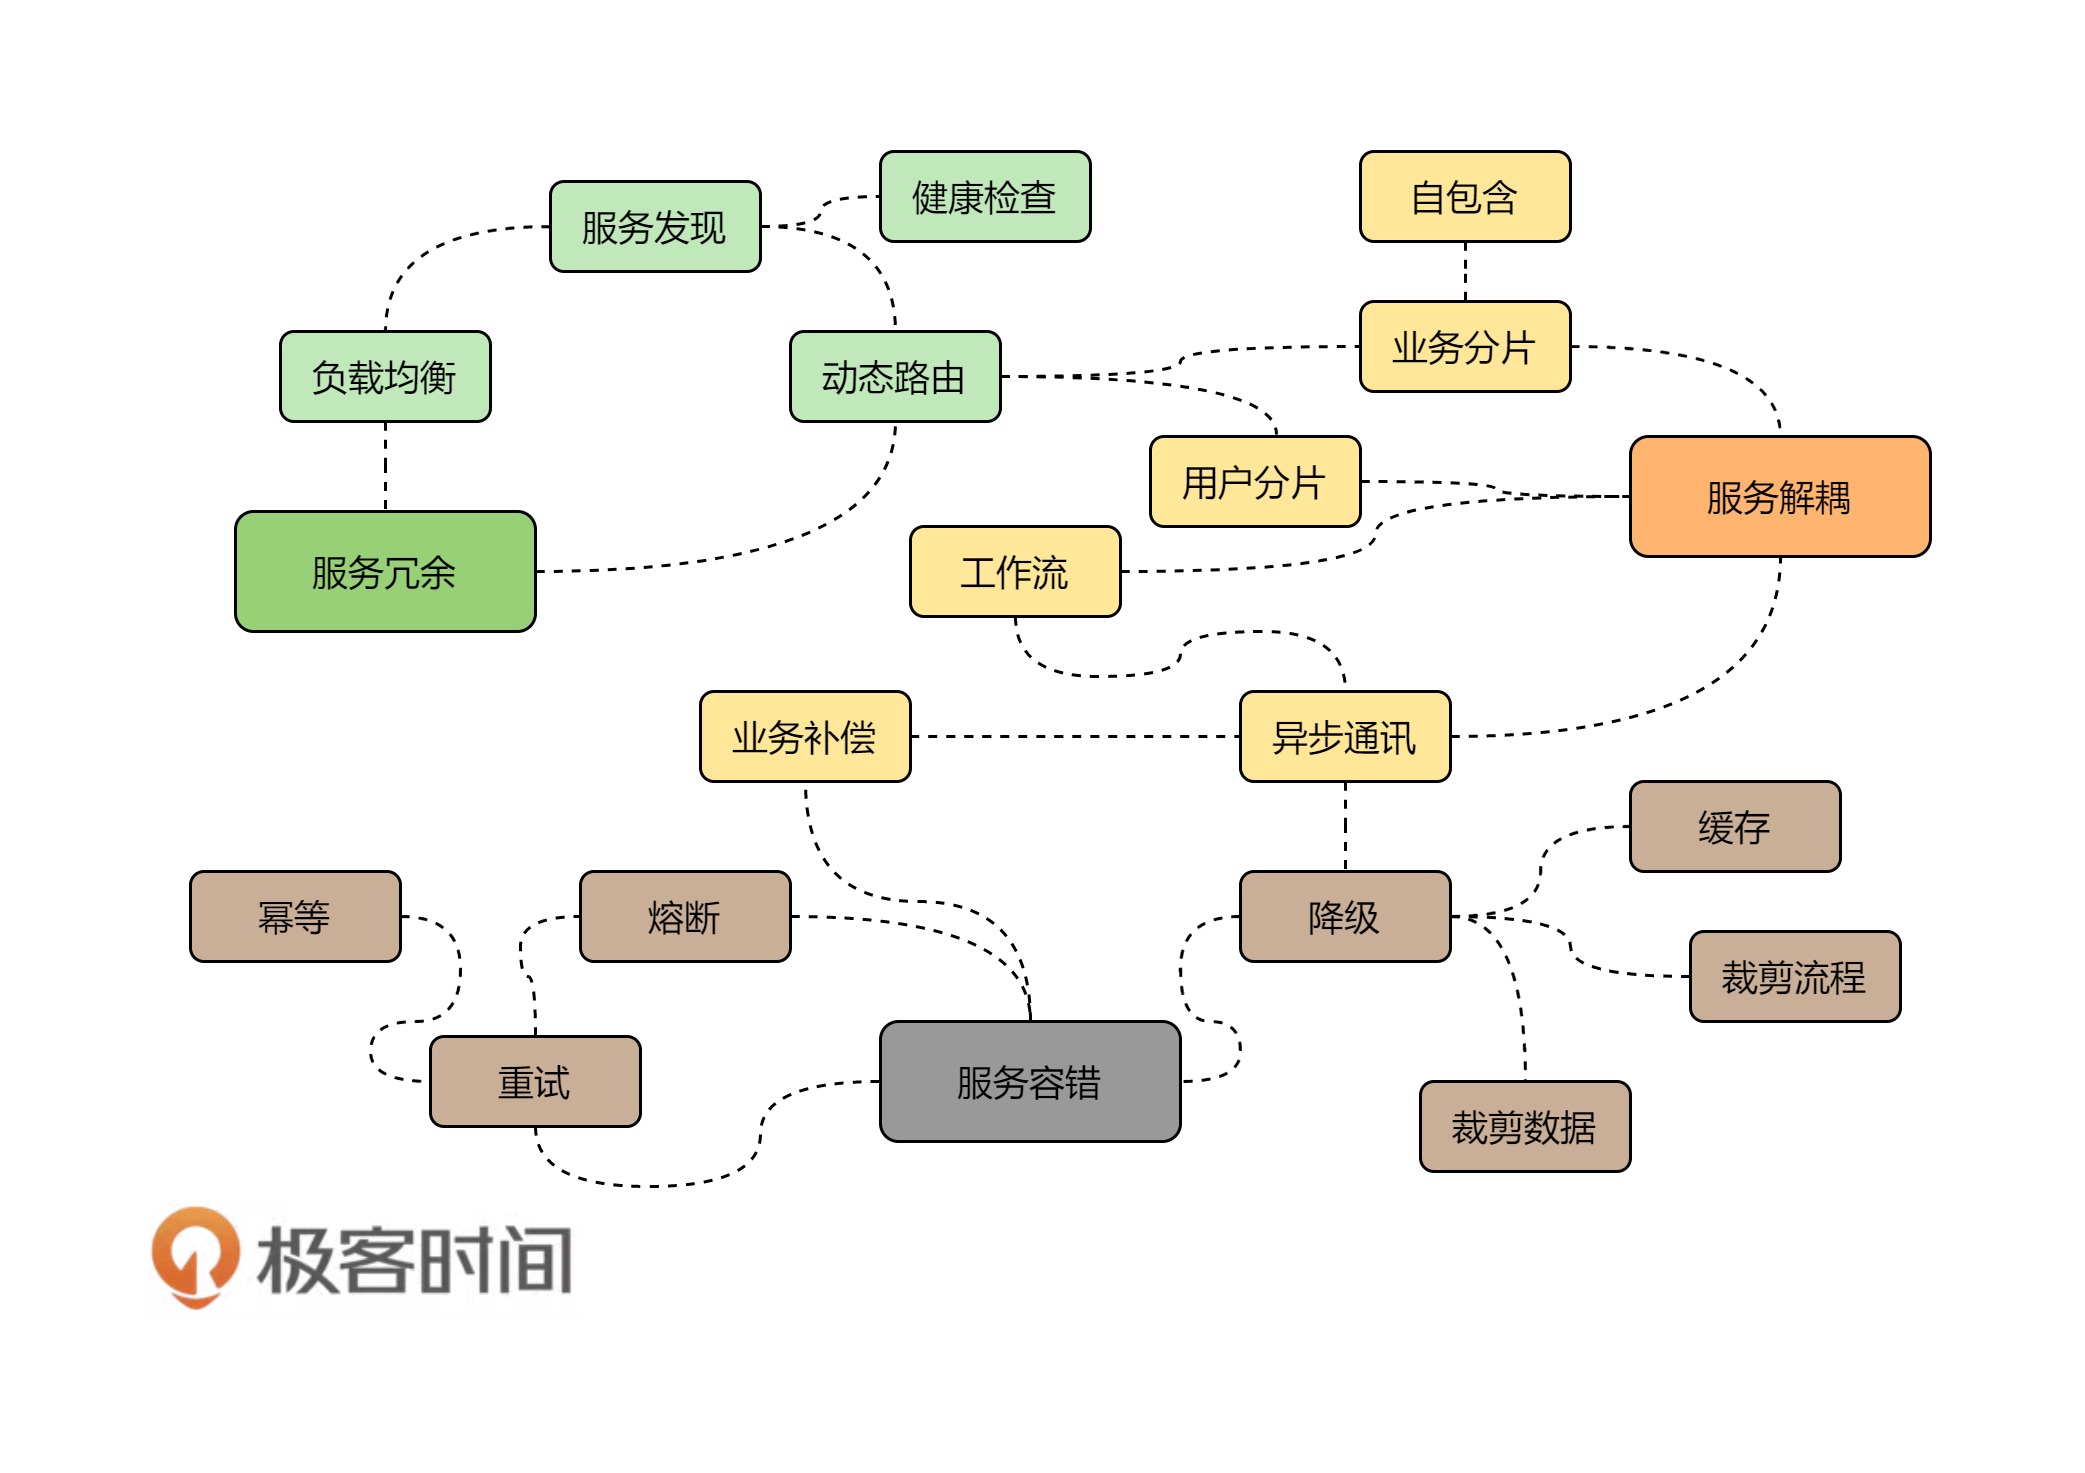 健康检查
自包含
服务发现
负载均衡
动态路由
业务分片
用户分片
服务解耦
服务冗余
工作流
业务补偿
异步通讯
缓存
幂等
熔断
降级
裁剪流程
重试
服务容错
裁剪数据
极客时间